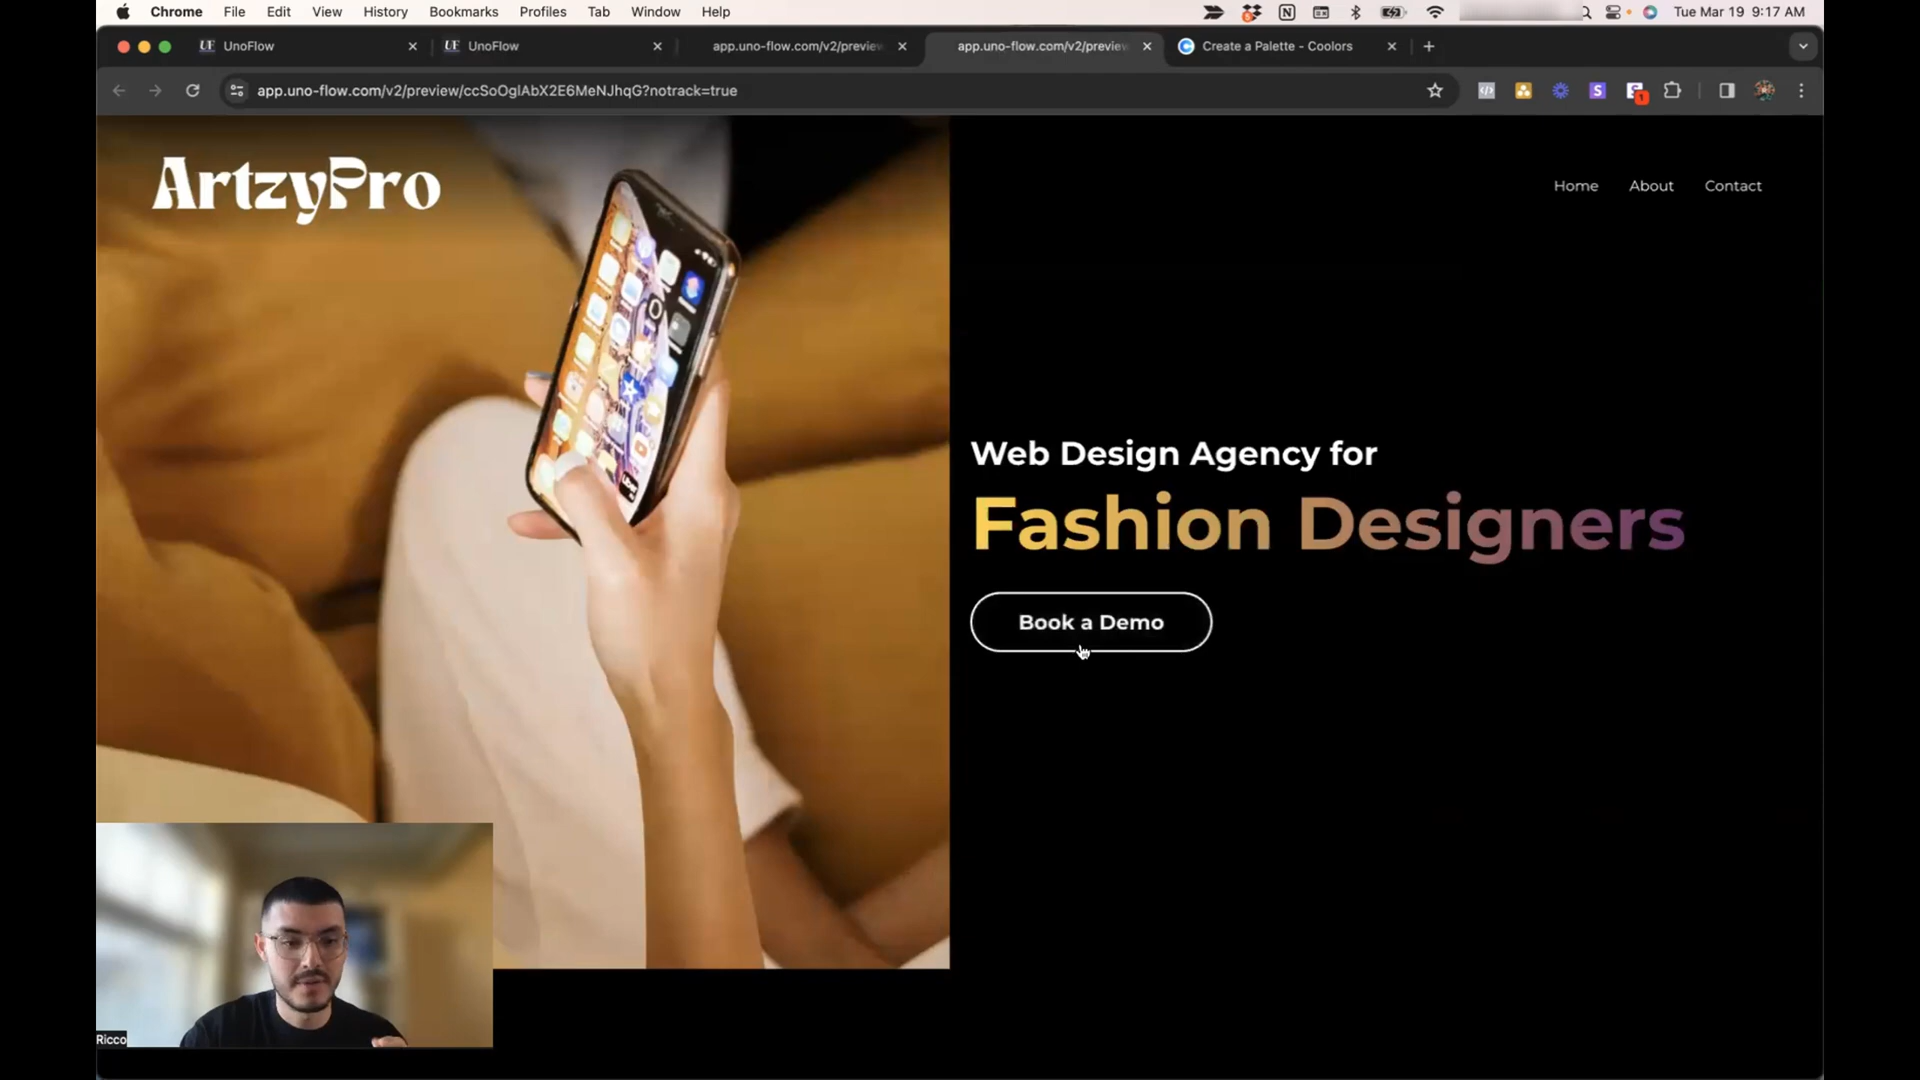 Chrome File Edit View History Bookmarks Profiles Tab Window Help
Tue Mar 19 9:17 AM
UnoFlow
UnoFlow
app.uno-flow.com/v2/preview
app.uno-flow.com/v2/preview
Create a Palette - Coolors
app.uno-flow.com/v2/preview/ccSoOglAbX2E6MeNJhqG?notrack=true
ArtzyPro
Home About Contact
Web Design Agency for
Fashion Designers
Book a Demo
Ricco